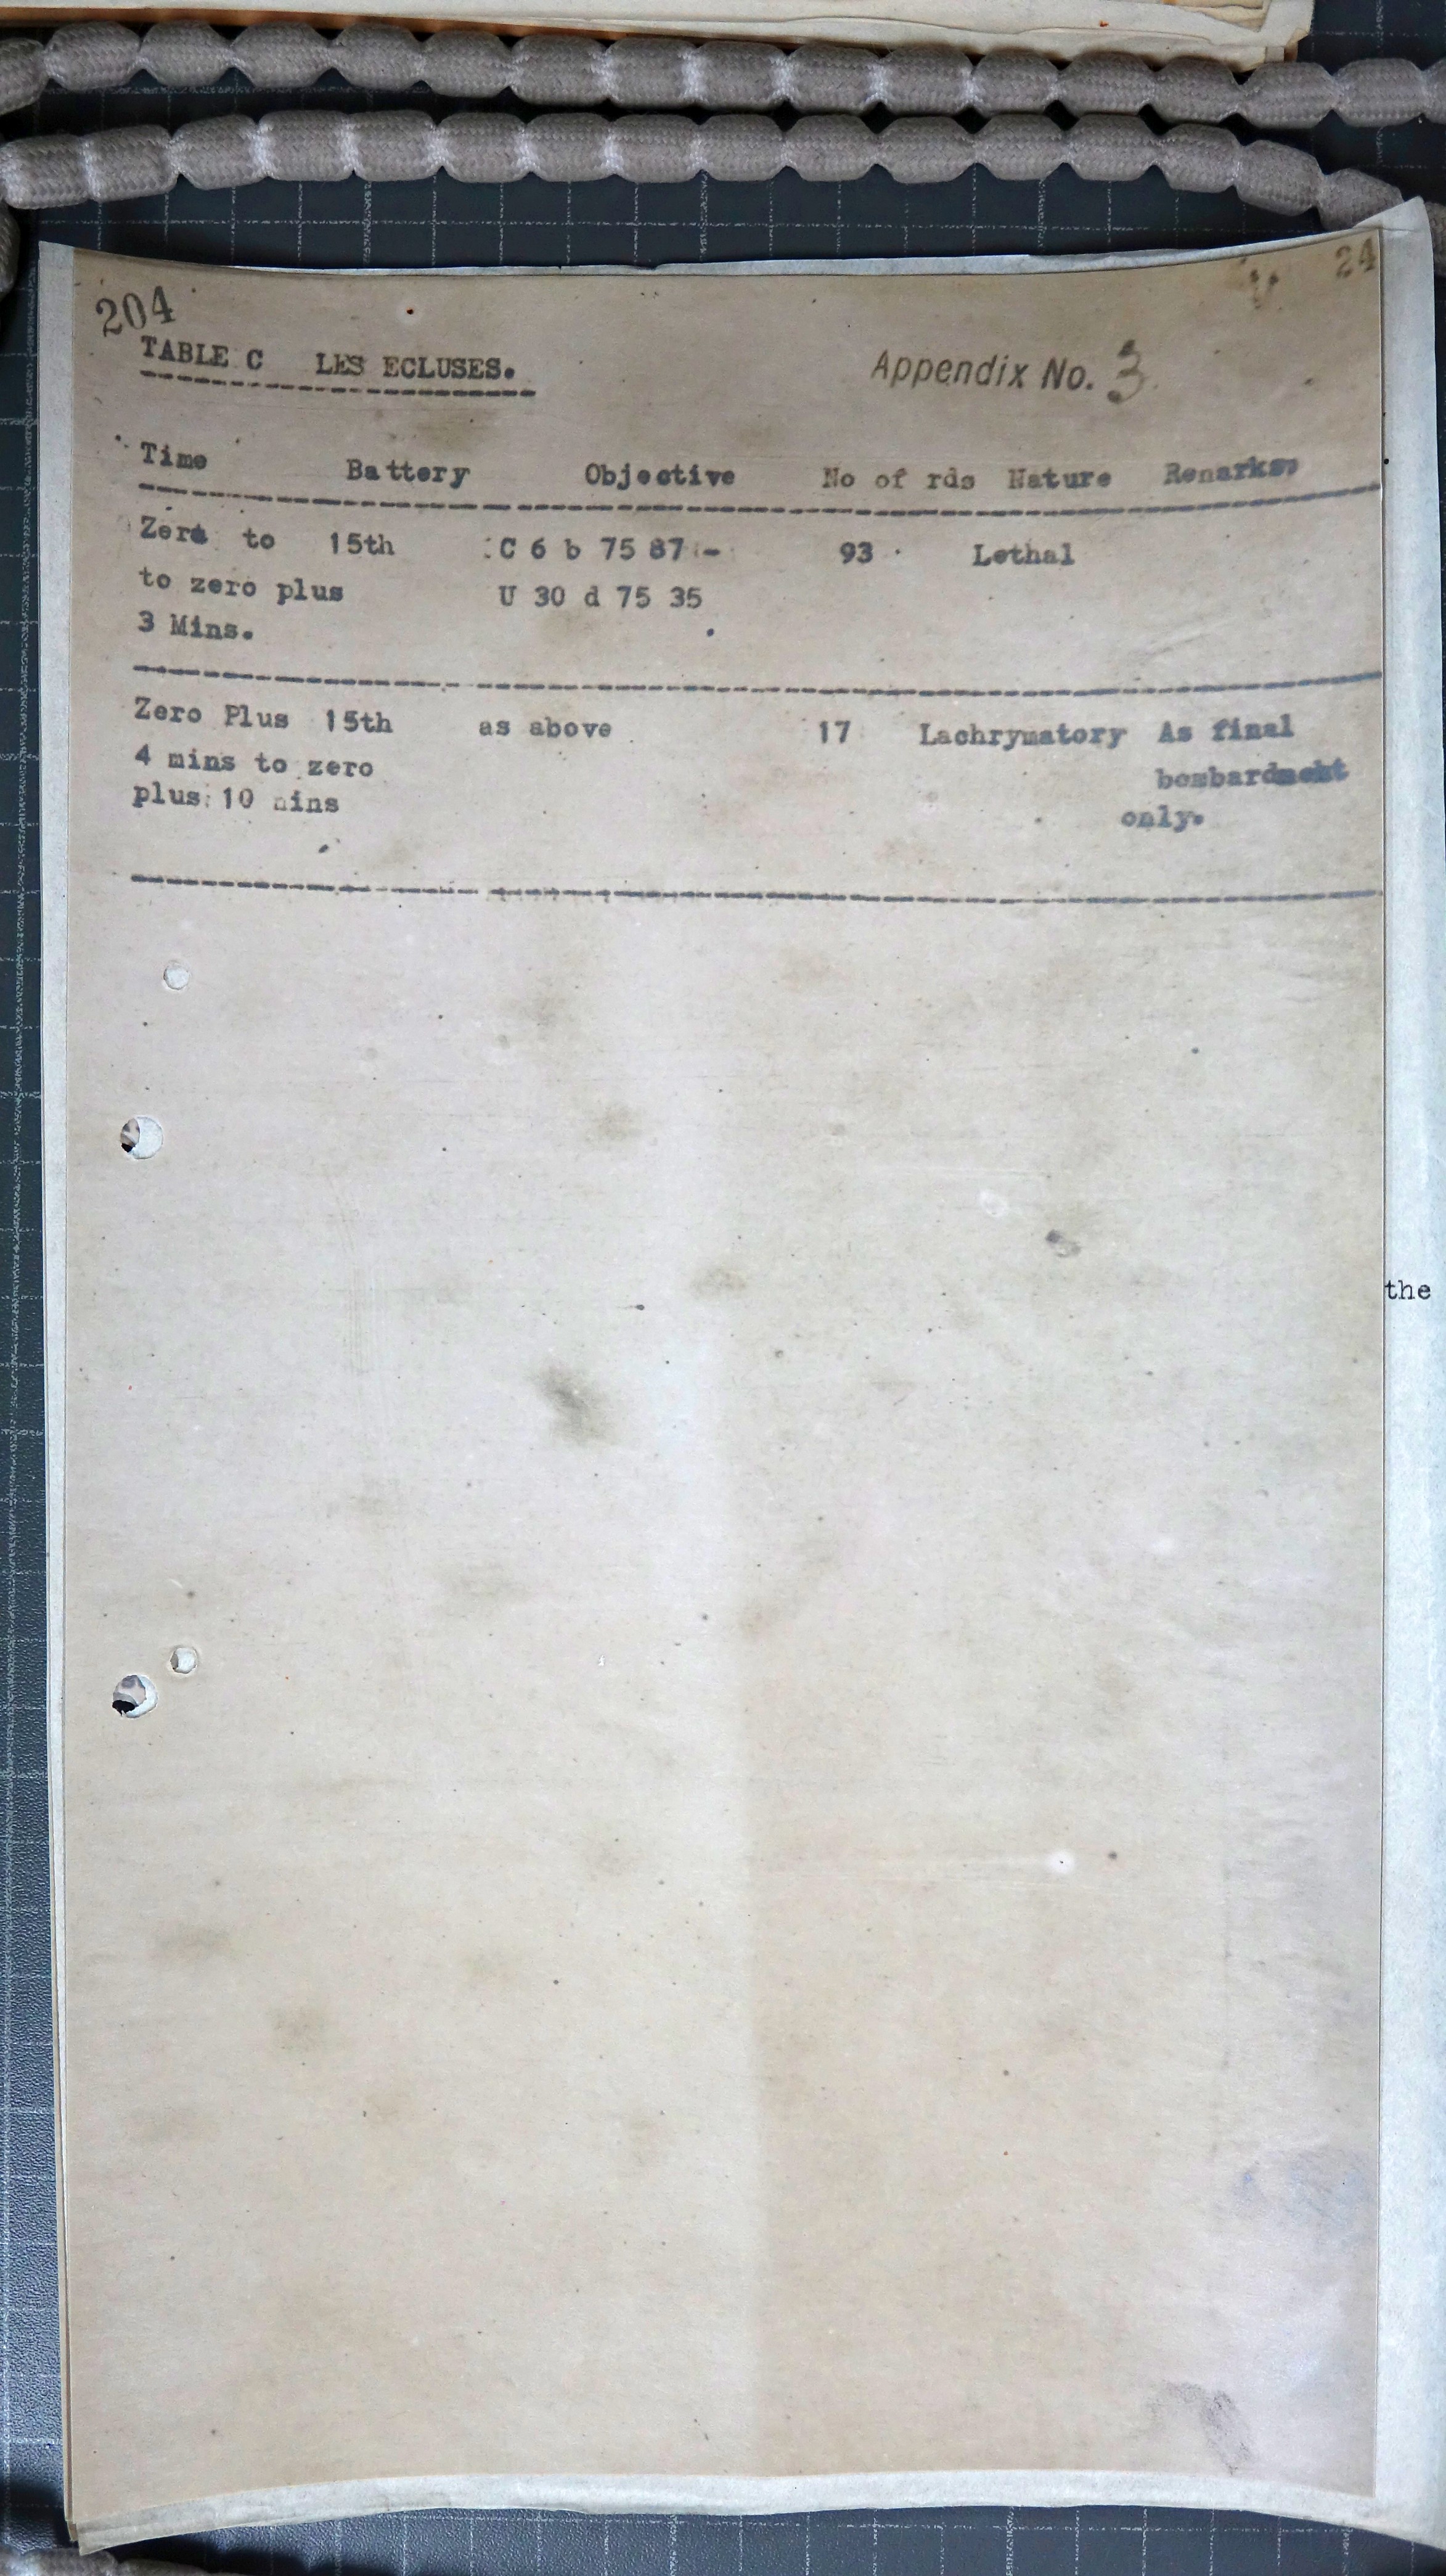 204
24
TABLE C LES ECLUSES.
Appendix No. 3.
Time Battery Objective No of rds Nature Remarks
Zero to 15th C 6 b 75 87 - 93 Lethal
to zero plus U 30 d 75 35
3 Mins.
Zero Plus 15th as above 17 Lachrymatory As final
4 mins to zero bombardment
plus 10 mins only.
the